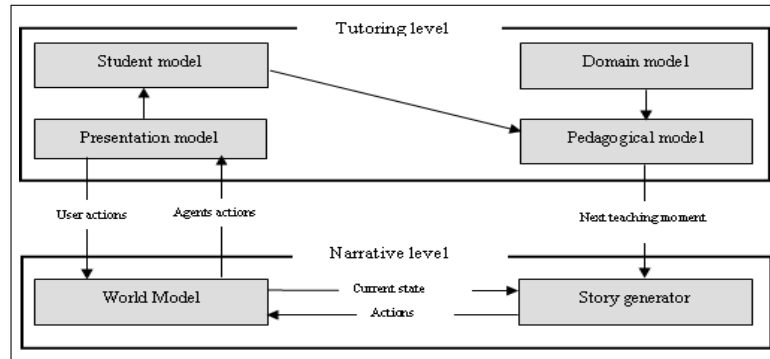 Tutoring level
Student model
Domain model
Presentation model
Pedagogical model
User actions
Agents actions
Next teaching moment
Narrative level
World Model
Current state
Actions
Story generator